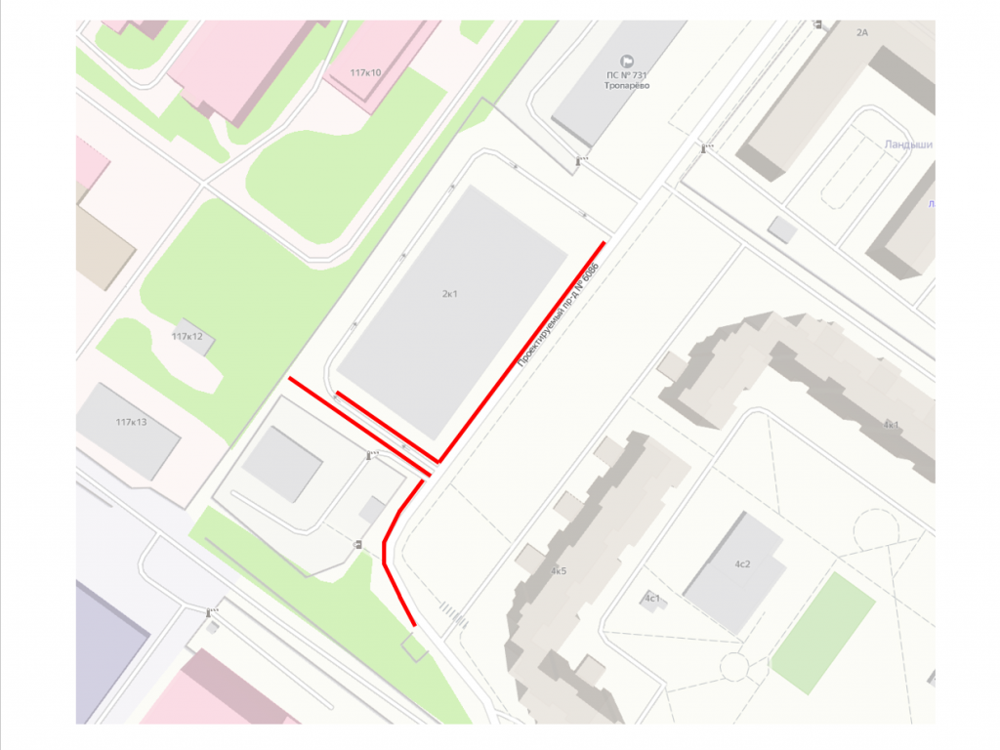 2А
117к10
ПС № 731
Тропарёво
Ландыши
2к1
Проектируемый пр-д № 6086
117к12
117к13
4к1
4к5
4с2
4с1